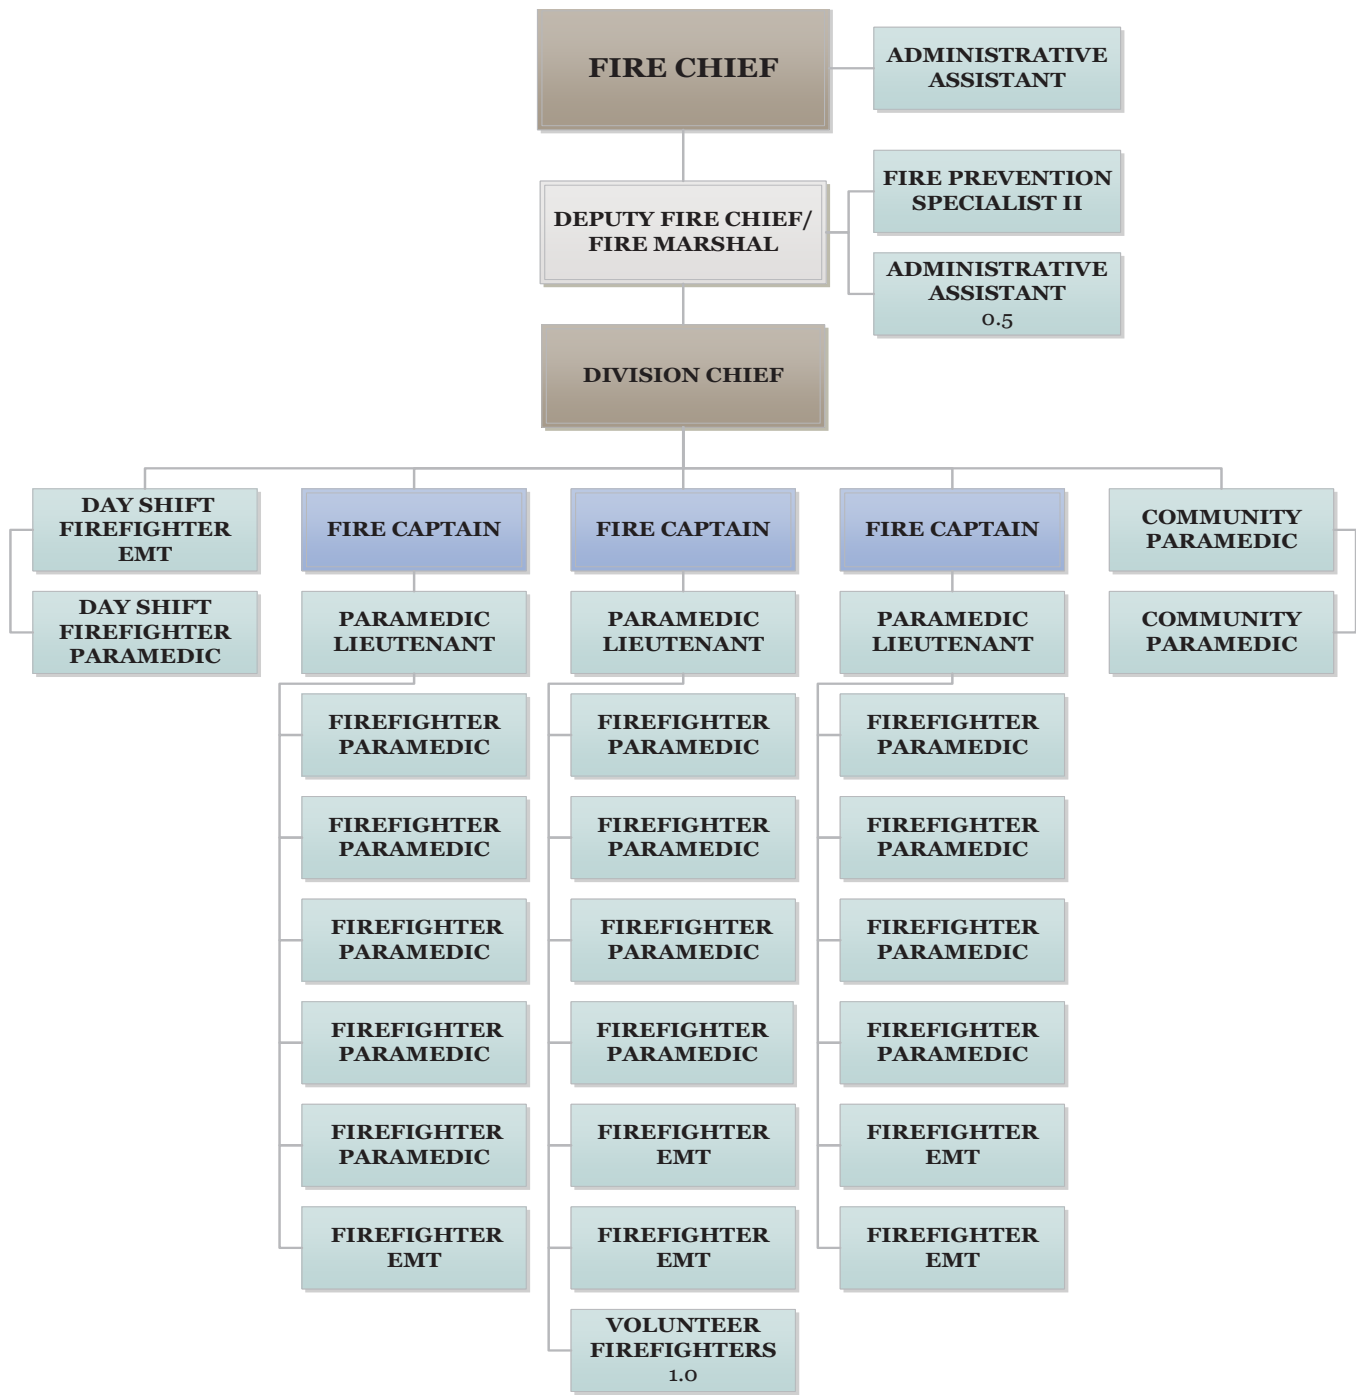 FIRE CHIEF
ADMINISTRATIVE
ASSISTANT
DEPUTY FIRE CHIEF/
FIRE MARSHAL
FIRE PREVENTION
SPECIALIST II
ADMINISTRATIVE
ASSISTANT
0.5
DIVISION CHIEF
DAY SHIFT
FIREFIGHTER
EMT
FIRE CAPTAIN
FIRE CAPTAIN
FIRE CAPTAIN
COMMUNITY
PARAMEDIC
DAY SHIFT
FIREFIGHTER
PARAMEDIC
PARAMEDIC
LIEUTENANT
PARAMEDIC
LIEUTENANT
PARAMEDIC
LIEUTENANT
COMMUNITY
PARAMEDIC
FIREFIGHTER
PARAMEDIC
FIREFIGHTER
PARAMEDIC
FIREFIGHTER
PARAMEDIC
FIREFIGHTER
PARAMEDIC
FIREFIGHTER
PARAMEDIC
FIREFIGHTER
PARAMEDIC
FIREFIGHTER
PARAMEDIC
FIREFIGHTER
PARAMEDIC
FIREFIGHTER
PARAMEDIC
FIREFIGHTER
PARAMEDIC
FIREFIGHTER
PARAMEDIC
FIREFIGHTER
PARAMEDIC
FIREFIGHTER
PARAMEDIC
FIREFIGHTER
EMT
FIREFIGHTER
EMT
FIREFIGHTER
EMT
FIREFIGHTER
EMT
FIREFIGHTER
EMT
VOLUNTEER
FIREFIGHTERS
1.0